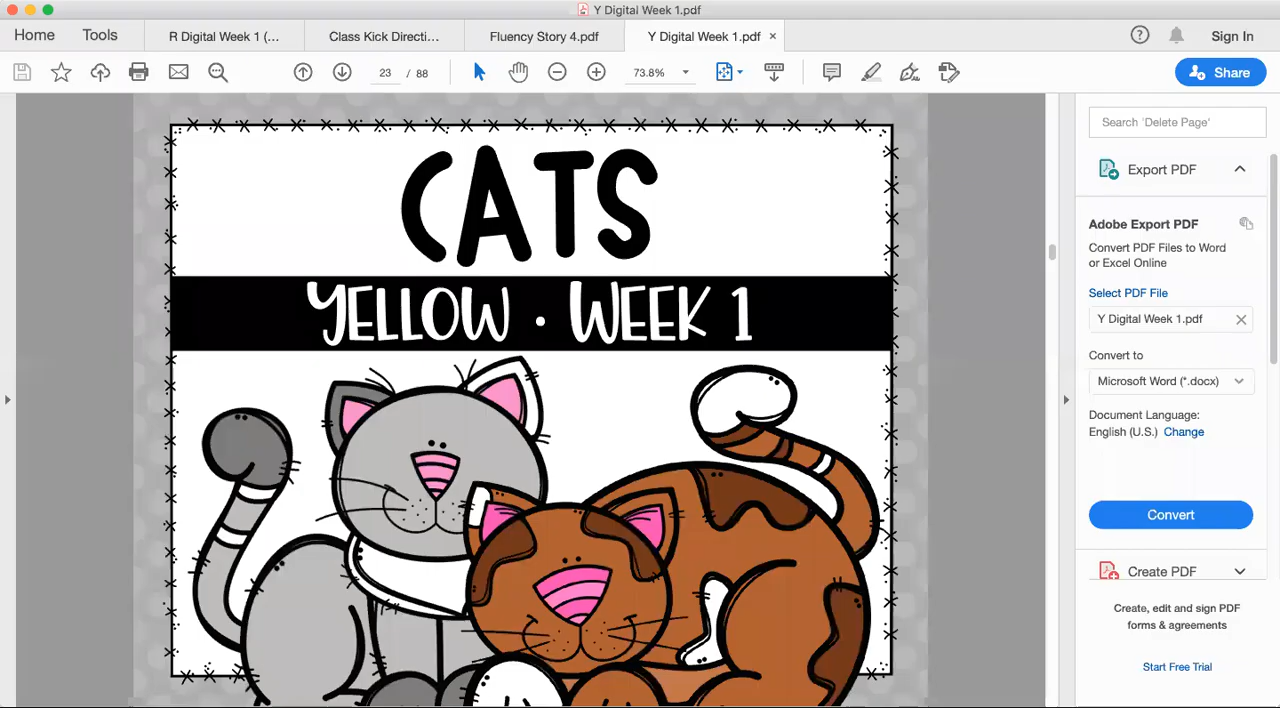 Y Digital Week 1.pdf
Home Tools R Digital Week 1 (... Class Kick Directi... Fluency Story 4.pdf Y Digital Week 1.pdf × ? Sign In
23 / 88 73.8% Share
Search 'Delete Page'
Export PDF
Adobe Export PDF
Convert PDF Files to Word
or Excel Online
Select PDF File
Y Digital Week 1.pdf
Convert to
Microsoft Word (*.docx)
Document Language:
English (U.S.) Change
Convert
Create PDF
Create, edit and sign PDF
forms & agreements
Start Free Trial
CATS
YELLOW · WEEK 1